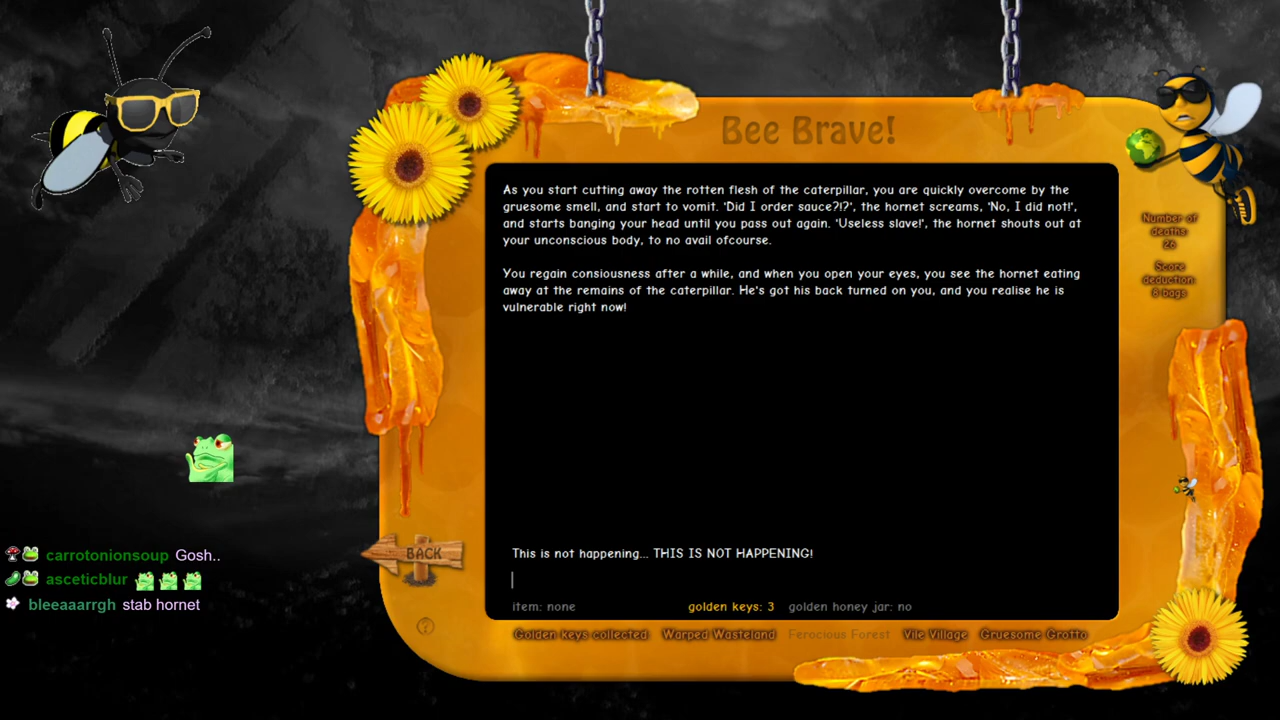 Bee Brave!
As you start cutting away the rotten flesh of the caterpillar, you are quickly overcome by the
gruesome smell, and start to vomit. 'Did I order sauce?!?', the hornet screams, 'No, I did not!',
and starts banging your head until you pass out again. 'Useless slave!', the hornet shouts out at
your unconscious body, to no avail ofcourse.
You regain consiousness after a while, and when you open your eyes, you see the hornet eating
away at the remains of the caterpillar. He's got his back turned on you, and you realise he is
vulnerable right now!
Number of
deaths:
26
Score
deduction:
8 bags
This is not happening... THIS IS NOT HAPPENING!
item: none golden keys: 3 golden honey jar: no
Golden keys collected Warped Wasteland Ferocious Forest Vile Village Gruesome Grotto
BACK
?
carrotonionsoup Gosh..
asceticblur
bleeaaarrgh stab hornet